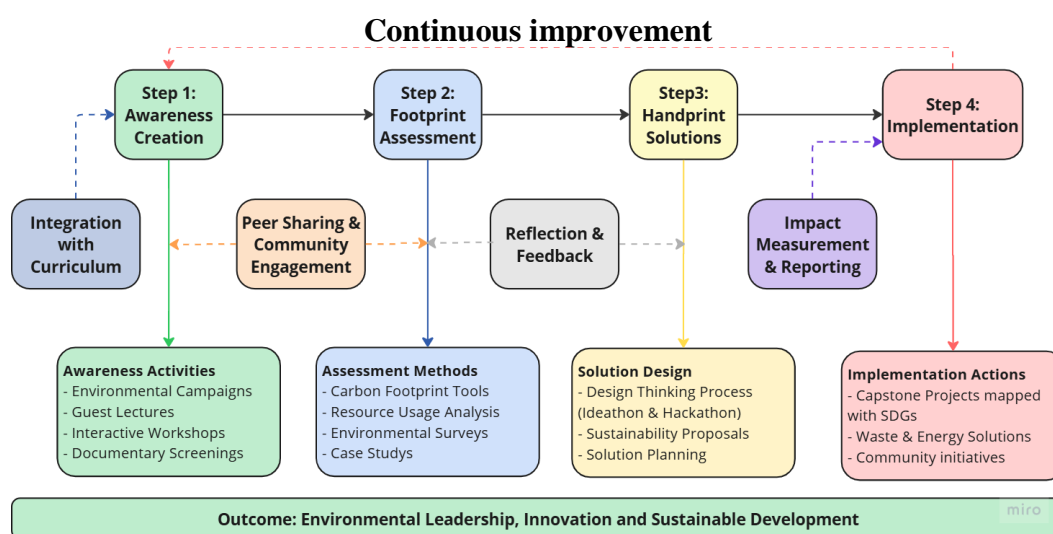 Continuous improvement
Step 1:
Awareness
Creation
Step 2:
Footprint
Assessment
Step3:
Handprint
Solutions
Step 4:
Implementation
Integration
with
Curriculum
Peer Sharing &
Community
Engagement
Reflection &
Feedback
Impact
Measurement
& Reporting
Awareness Activities
- Environmental Campaigns
- Guest Lectures
- Interactive Workshops
- Documentary Screenings
Assessment Methods
- Carbon Footprint Tools
- Resource Usage Analysis
- Environmental Surveys
- Case Studys
Solution Design
- Design Thinking Process
(Ideathon & Hackathon)
- Sustainability Proposals
- Solution Planning
Implementation Actions
- Capstone Projects mapped
with SDGs
- Waste & Energy Solutions
- Community initiatives
Outcome: Environmental Leadership, Innovation and Sustainable Development
miro